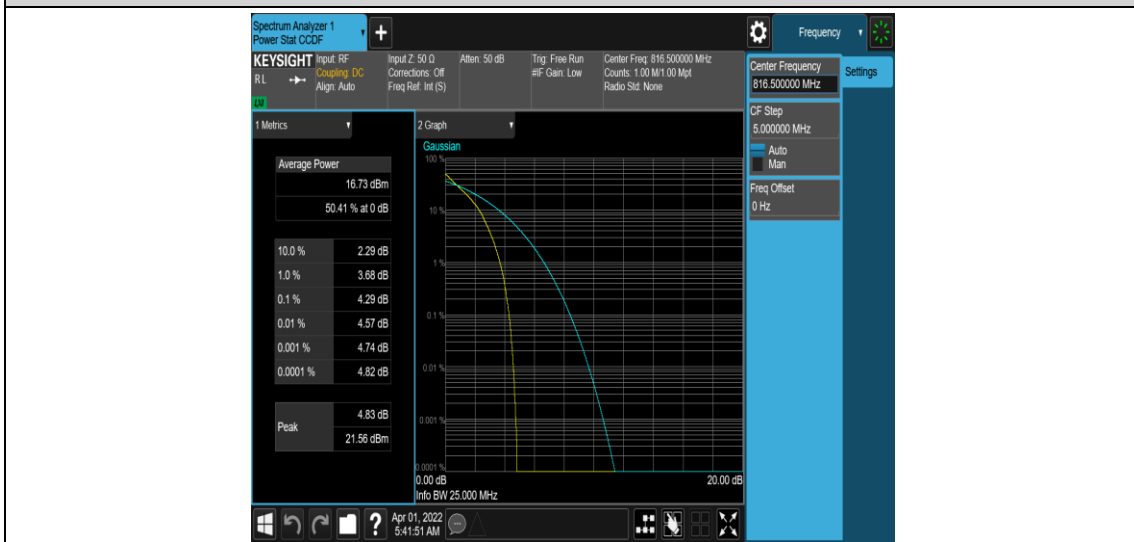 Spectrum Analyzer 1
Power Stat CCDF
+
Frequency
KEYSIGHT
RL
LXI
Input: RF
Coupling: DC
Align: Auto
Input Z: 50 Ω
Corrections: Off
Freq Ref: Int (S)
Atten: 50 dB
Trig: Free Run
#IF Gain: Low
Center Freq: 816.500000 MHz
Counts: 1.00 M/1.00 Mpt
Radio Std: None
Center Frequency
816.500000 MHz
Settings
CF Step
5.000000 MHz
Auto
Man
Freq Offset
0 Hz
1 Metrics
Average Power
16.73 dBm
50.41 % at 0 dB
10.0 % 2.29 dB
1.0 % 3.68 dB
0.1 % 4.29 dB
0.01 % 4.57 dB
0.001 % 4.74 dB
0.0001 % 4.82 dB
Peak
4.83 dB
21.56 dBm
2 Graph
Gaussian
100 %
10 %
1 %
0.1 %
0.01 %
0.001 %
0.0001 %
0.00 dB 20.00 dB
Info BW 25.000 MHz
?
Apr 01, 2022
5:41:51 AM